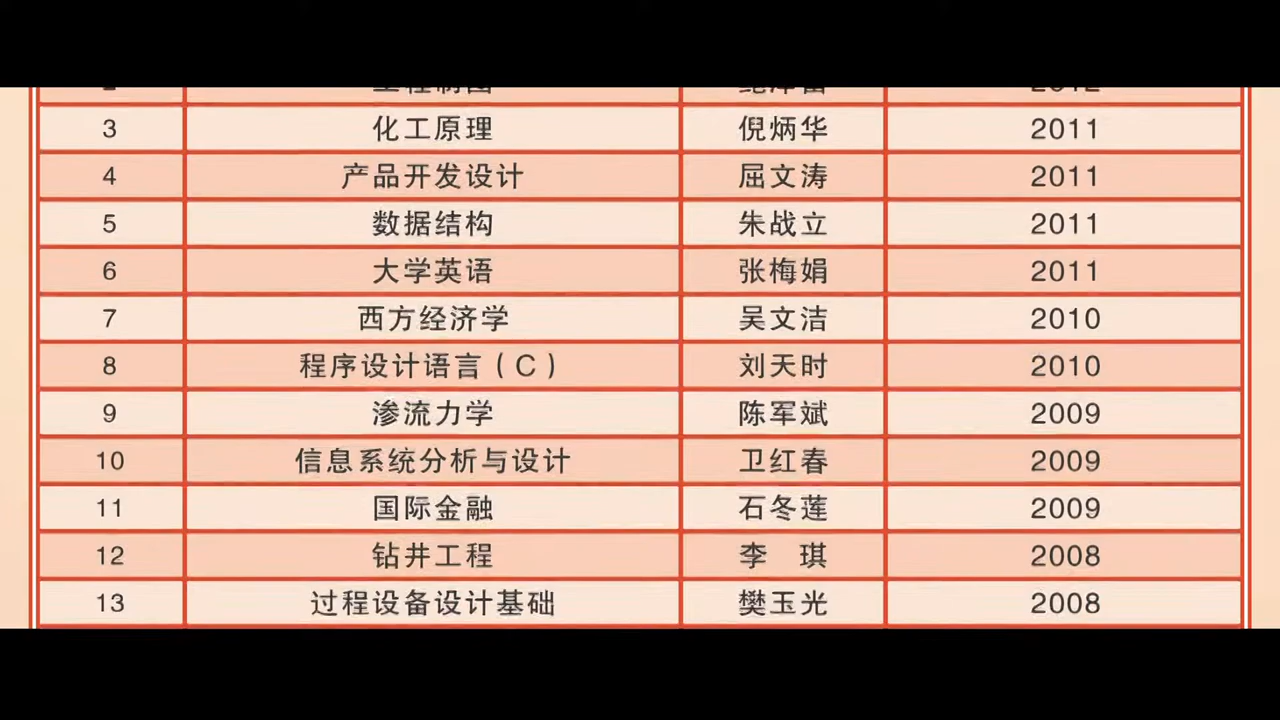 3 化工原理 倪炳华 2011
4 产品开发设计 屈文涛 2011
5 数据结构 朱战立 2011
6 大学英语 张梅娟 2011
7 西方经济学 吴文洁 2010
8 程序设计语言（C） 刘天时 2010
9 渗流力学 陈军斌 2009
10 信息系统分析与设计 卫红春 2009
11 国际金融 石冬莲 2009
12 钻井工程 李 琪 2008
13 过程设备设计基础 樊玉光 2008